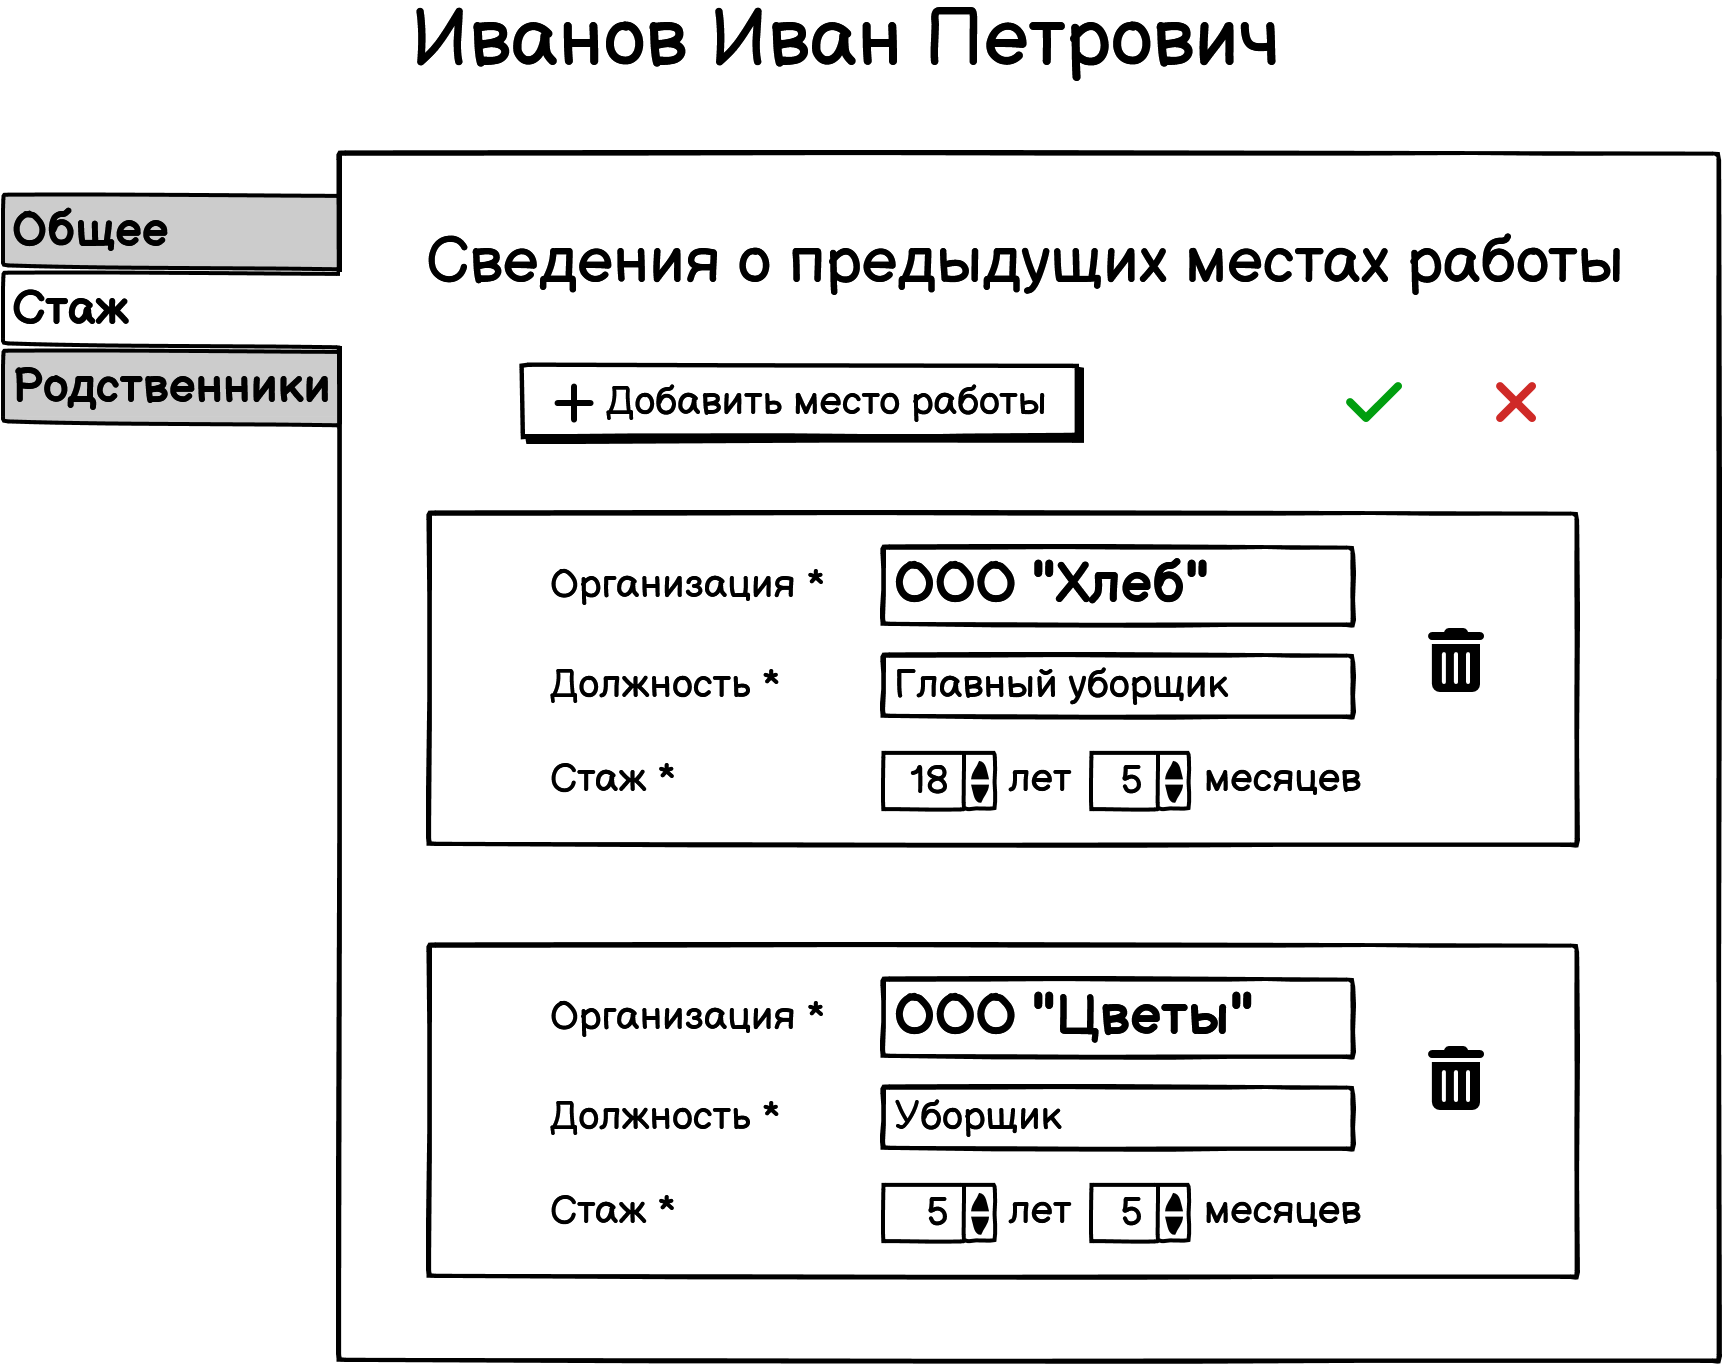 Иванов Иван Петрович
Общее
Стаж
Родственники
Сведения о предыдущих местах работы
+ Добавить место работы
Организация * ООО "Хлеб"
Должность * Главный уборщик
Стаж * 18 лет 5 месяцев
Организация * ООО "Цветы"
Должность * Уборщик
Стаж * 5 лет 5 месяцев